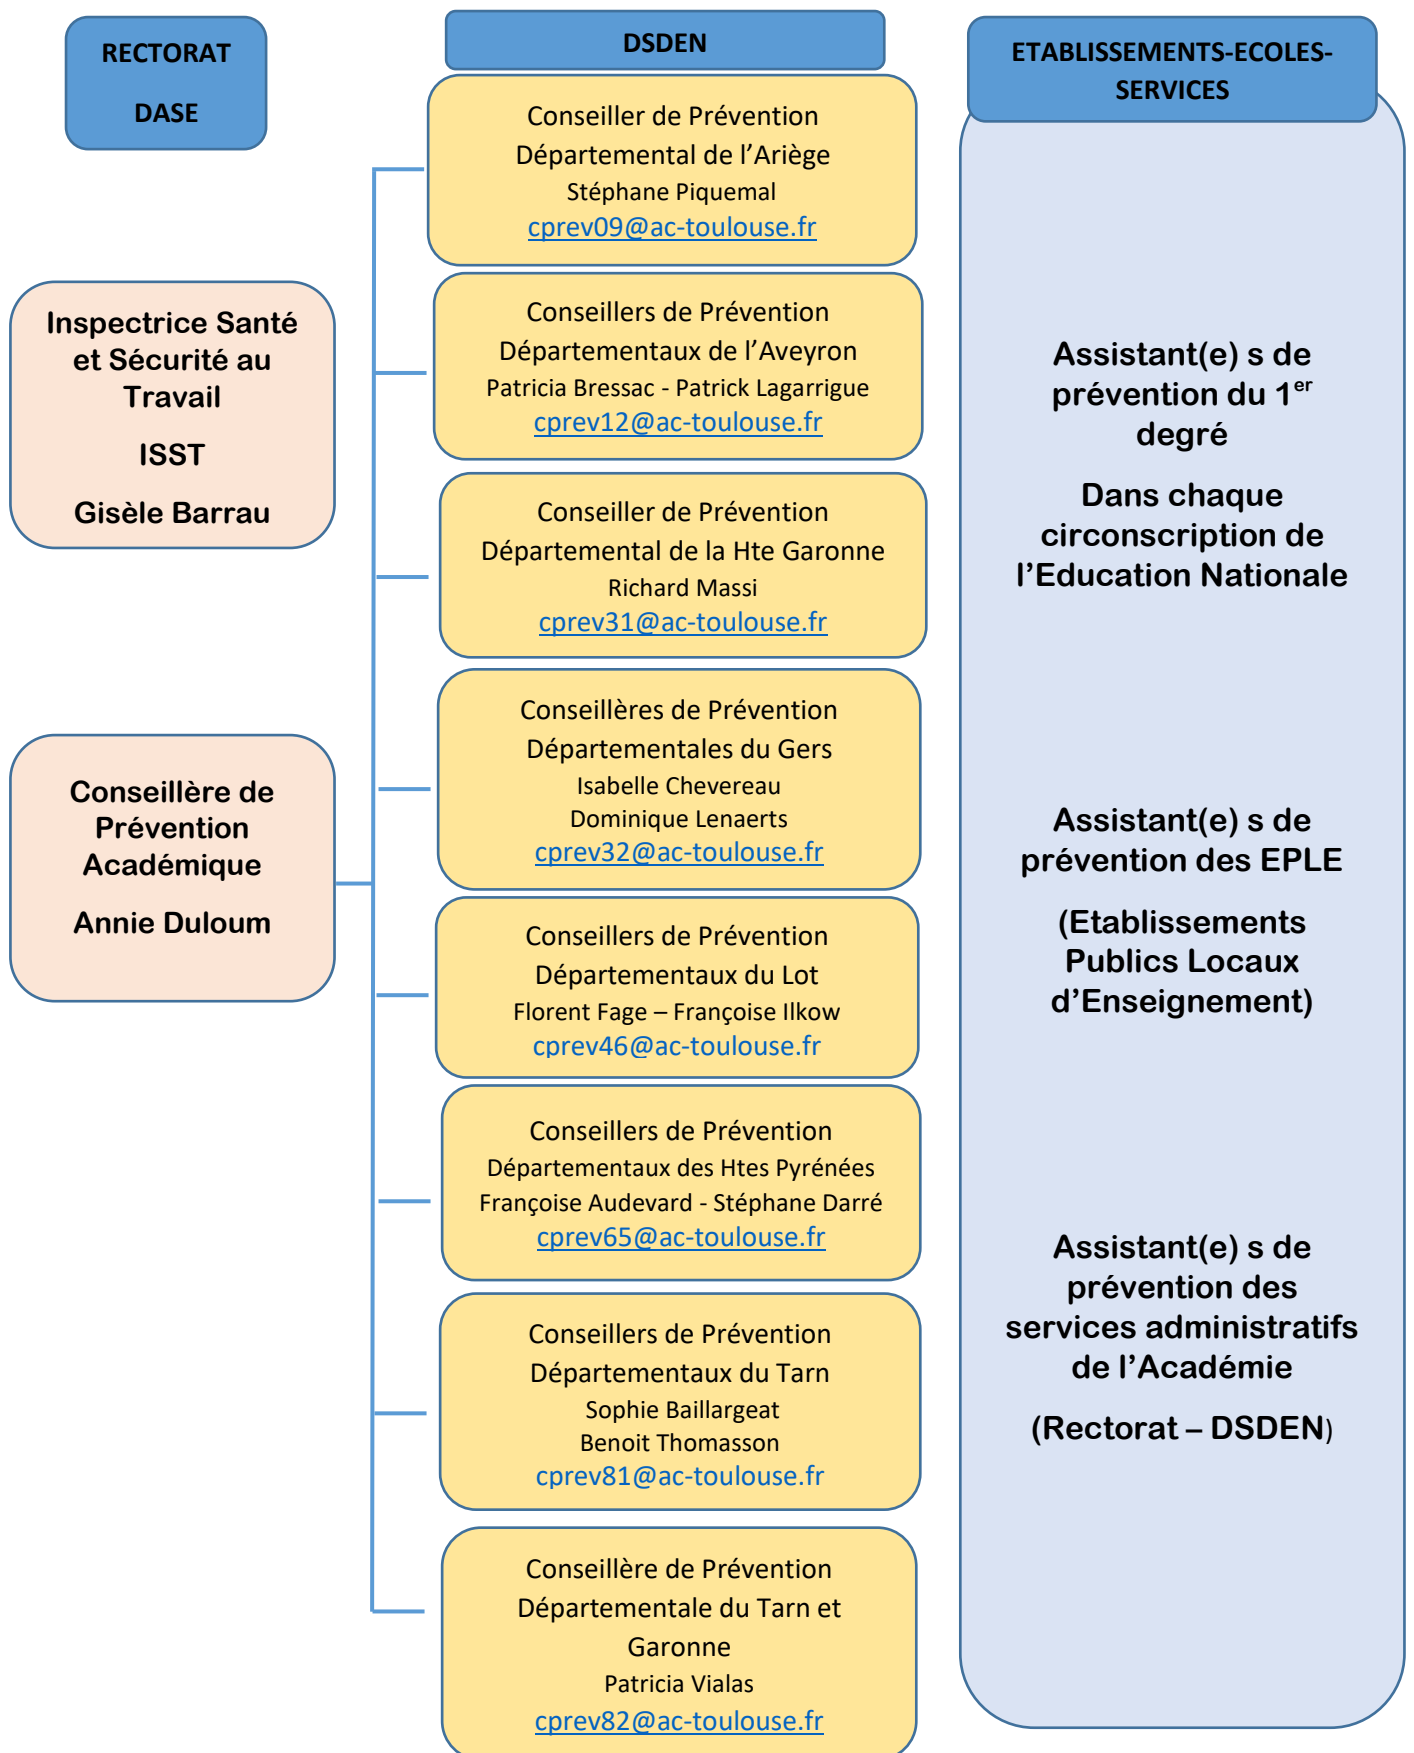 RECTORAT
DASE
Inspectrice Santé
et Sécurité au
Travail
ISST
Gisèle Barrau
Conseillère de
Prévention
Académique
Annie Duloum
DSDEN
Conseiller de Prévention
Départemental de l’Ariège
Stéphane Piquemal
cprev09@ac-toulouse.fr
Conseillers de Prévention
Départementaux de l’Aveyron
Patricia Bressac - Patrick Lagarrigue
cprev12@ac-toulouse.fr
Conseiller de Prévention
Départemental de la Hte Garonne
Richard Massi
cprev31@ac-toulouse.fr
Conseillères de Prévention
Départementales du Gers
Isabelle Chevereau
Dominique Lenaerts
cprev32@ac-toulouse.fr
Conseillers de Prévention
Départementaux du Lot
Florent Fage – Françoise Ilkow
cprev46@ac-toulouse.fr
Conseillers de Prévention
Départementaux des Htes Pyrénées
Françoise Audevard - Stéphane Darré
cprev65@ac-toulouse.fr
Conseillers de Prévention
Départementaux du Tarn
Sophie Baillargeat
Benoit Thomasson
cprev81@ac-toulouse.fr
Conseillère de Prévention
Départementale du Tarn et
Garonne
Patricia Vialas
cprev82@ac-toulouse.fr
ETABLISSEMENTS-ECOLES-
SERVICES
Assistant(e) s de
prévention du 1er
degré
Dans chaque
circonscription de
l’Education Nationale
Assistant(e) s de
prévention des EPLE
(Etablissements
Publics Locaux
d’Enseignement)
Assistant(e) s de
prévention des
services administratifs
de l’Académie
(Rectorat – DSDEN)